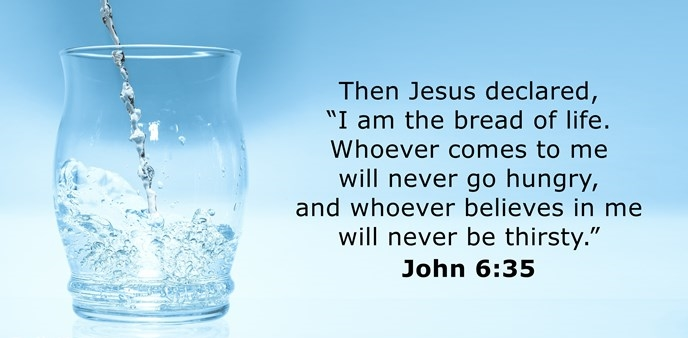 Then Jesus declared,
“I am the bread of life.
Whoever comes to me
will never go hungry,
and whoever believes in me
will never be thirsty.”
John 6:35